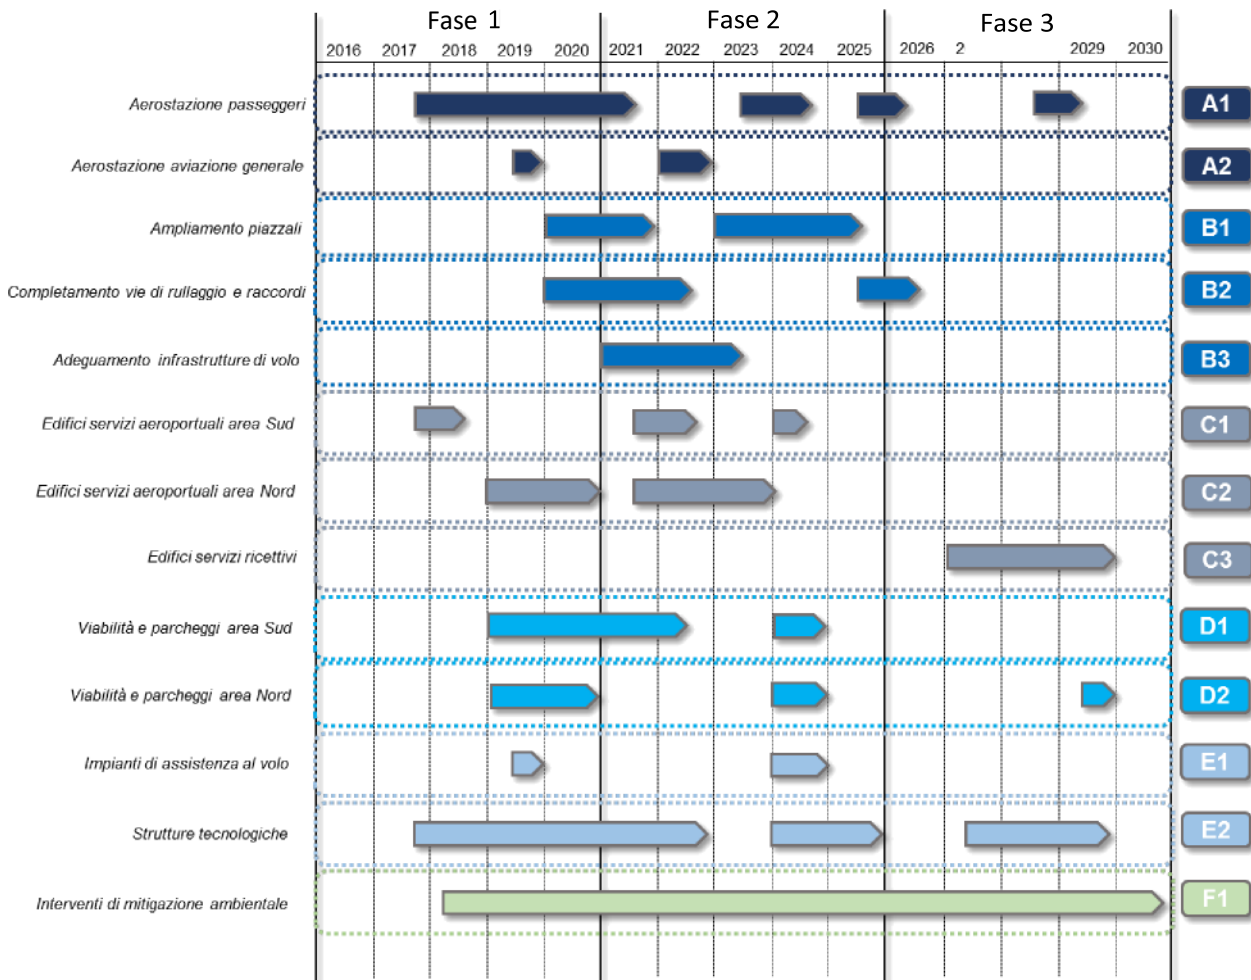 Fase 1 Fase 2 Fase 3
2016 2017 2018 2019 2020 2021 2022 2023 2024 2025 2026 2 2029 2030
Aerostazione passeggeri A1
Aerostazione aviazione generale A2
Ampliamento piazzali B1
Completamento vie di rullaggio e raccordi B2
Adeguamento infrastrutture di volo B3
Edifici servizi aeroportuali area Sud C1
Edifici servizi aeroportuali area Nord C2
Edifici servizi ricettivi C3
Viabilità e parcheggi area Sud D1
Viabilità e parcheggi area Nord D2
Impianti di assistenza al volo E1
Strutture tecnologiche E2
Interventi di mitigazione ambientale F1